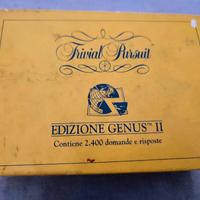 Trivial Pursuit
EDIZIONE GENUS™ II
Contiene 2.400 domande e risposte